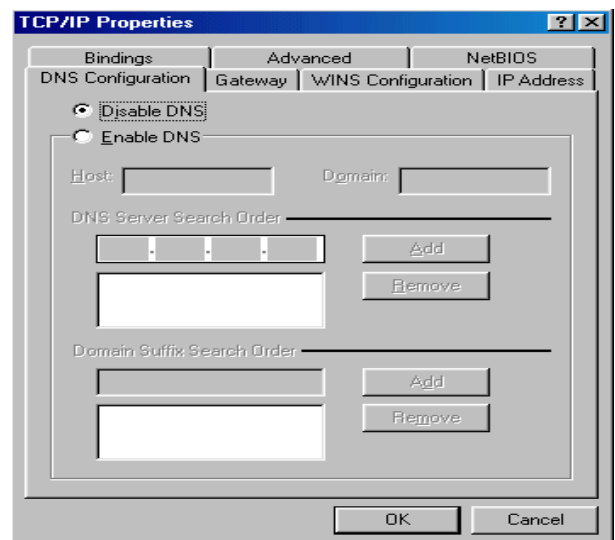 TCP/IP Properties
Bindings Advanced NetBIOS
DNS Configuration Gateway WINS Configuration IP Address
Disable DNS
Enable DNS
Host: Domain:
DNS Server Search Order
. . . Add
Remove
Domain Suffix Search Order
Add
Remove
OK Cancel